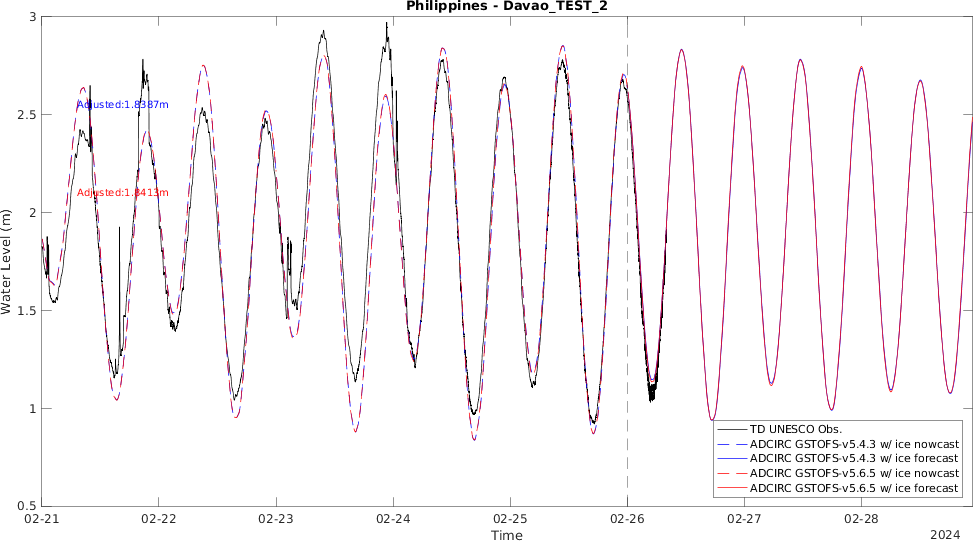 Philippines - Davao_TEST_2
3
2.5
2
1.5
1
0.5
Water Level (m)
Adjusted:1.8387m
Adjusted:1.8413m
TD UNESCO Obs.
ADCIRC GSTOFS-v5.4.3 w/ ice nowcast
ADCIRC GSTOFS-v5.4.3 w/ ice forecast
ADCIRC GSTOFS-v5.6.5 w/ ice nowcast
ADCIRC GSTOFS-v5.6.5 w/ ice forecast
02-21 02-22 02-23 02-24 02-25 02-26 02-27 02-28
Time
2024